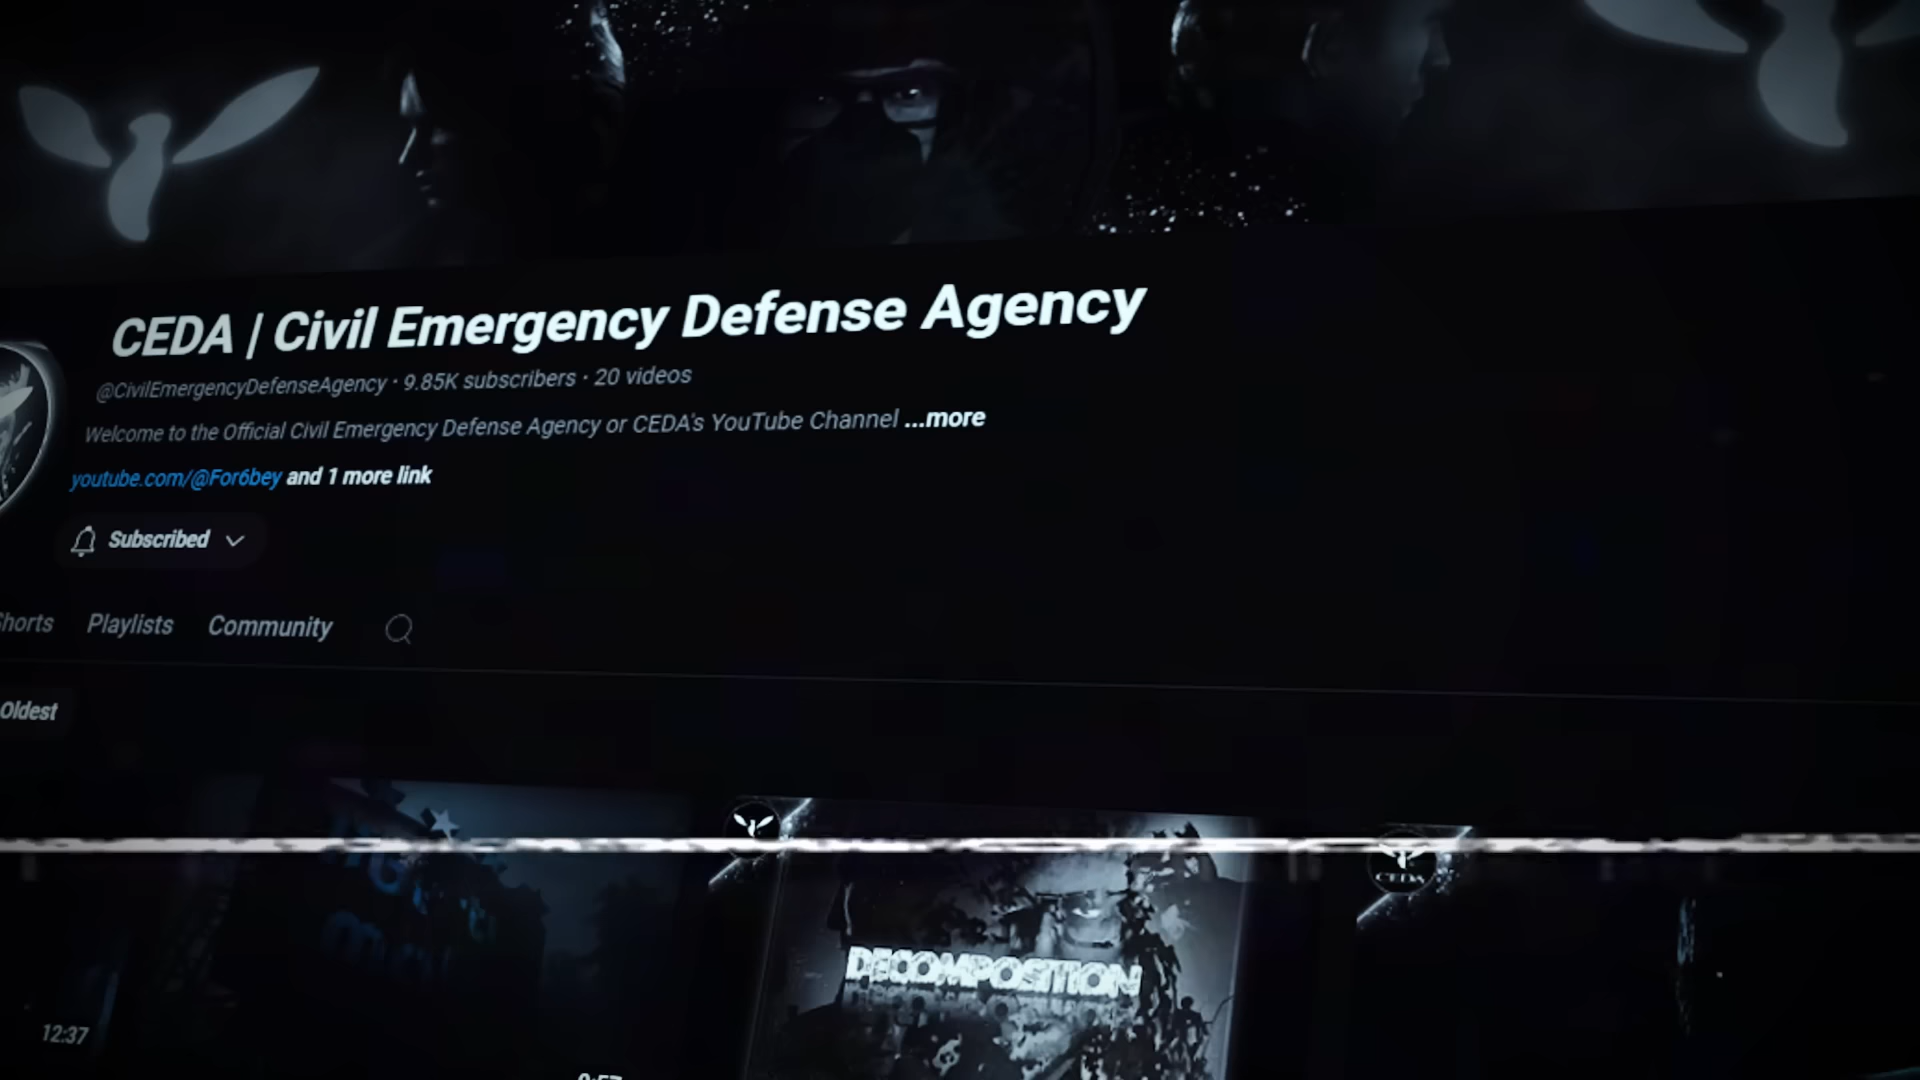 CEDA | Civil Emergency Defense Agency
@CivilEmergencyDefenseAgency · 9.85K subscribers · 20 videos
Welcome to the Official Civil Emergency Defense Agency or CEDA's YouTube Channel ...more
youtube.com/@For6bey and 1 more link
Subscribed
Shorts Playlists Community
Oldest
CEDA
DECOMPOSITION
12:37